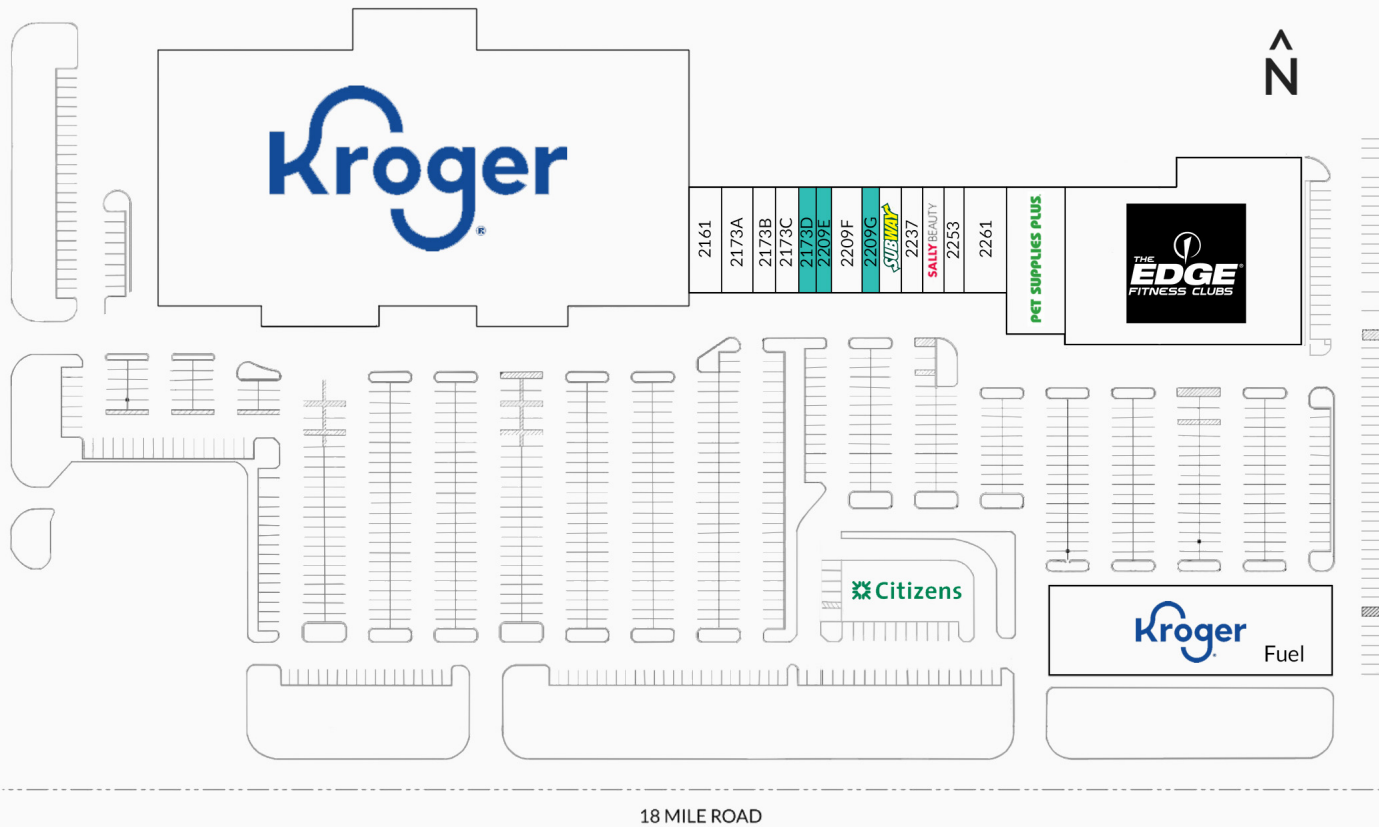 ^
N
Kroger®
2161
2173A
2173B
2173C
2173D
2209E
2209F
2209G
SUBWAY
2237
SALLY BEAUTY
2253
2261
PET SUPPLIES PLUS
THE
EDGE®
FITNESS CLUBS
Citizens
Kroger
Fuel
18 MILE ROAD